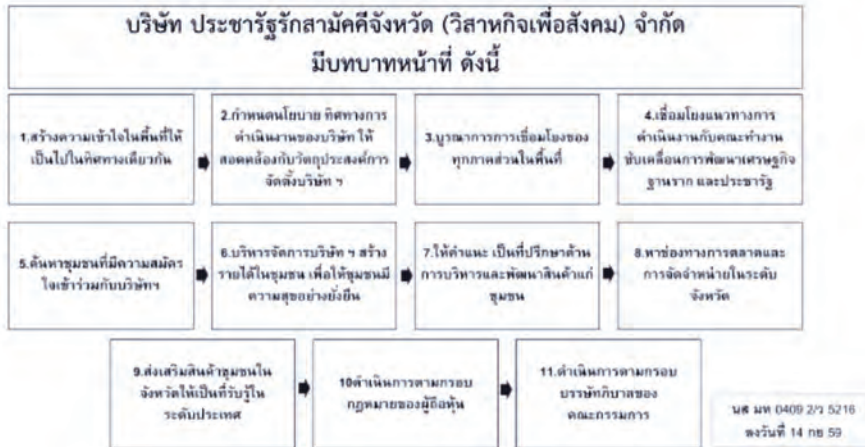 บริษัท ประชารัฐรักสามัคคีจังหวัด (วิสาหกิจเพื่อสังคม) จำกัด
มีบทบาทหน้าที่ ดังนี้
1.สร้างความเข้าใจในพื้นที่ให้
เป็นไปในทิศทางเดียวกัน
2.กำหนดนโยบาย ทิศทางการ
ดำเนินงานของบริษัท ให้
สอดคล้องกับวัตถุประสงค์การ
จัดตั้งบริษัท ฯ
3.บูรณาการการเชื่อมโยงของ
ทุกภาคส่วนในพื้นที่
4.เชื่อมโยงแนวทางการ
ดำเนินงานกับคณะทำงาน
ขับเคลื่อนการพัฒนาเศรษฐกิจ
ฐานราก และประชารัฐ
5.ค้นหาชุมชนที่มีความสมัคร
ใจเข้าร่วมกับบริษัทฯ
6.บริหารจัดการบริษัท ฯ สร้าง
รายได้ในชุมชน เพื่อให้ชุมชนมี
ความสุขอย่างยั่งยืน
7.ให้คำแนะ เป็นที่ปรึกษาด้าน
การบริหารและพัฒนาสินค้าแก่
ชุมชน
8.หาช่องทางการตลาดและ
การจัดจำหน่ายในระดับ
จังหวัด
9.ส่งเสริมสินค้าชุมชนใน
จังหวัดให้เป็นที่รับรู้ใน
ระดับประเทศ
10ดำเนินการตามกรอบ
กฎหมายของผู้ถือหุ้น
11.ดำเนินการตามกรอบ
บรรษัทภิบาลของ
คณะกรรมการ
นส มท 0409 2/ว 5216
ลงวันที่ 14 กย 59